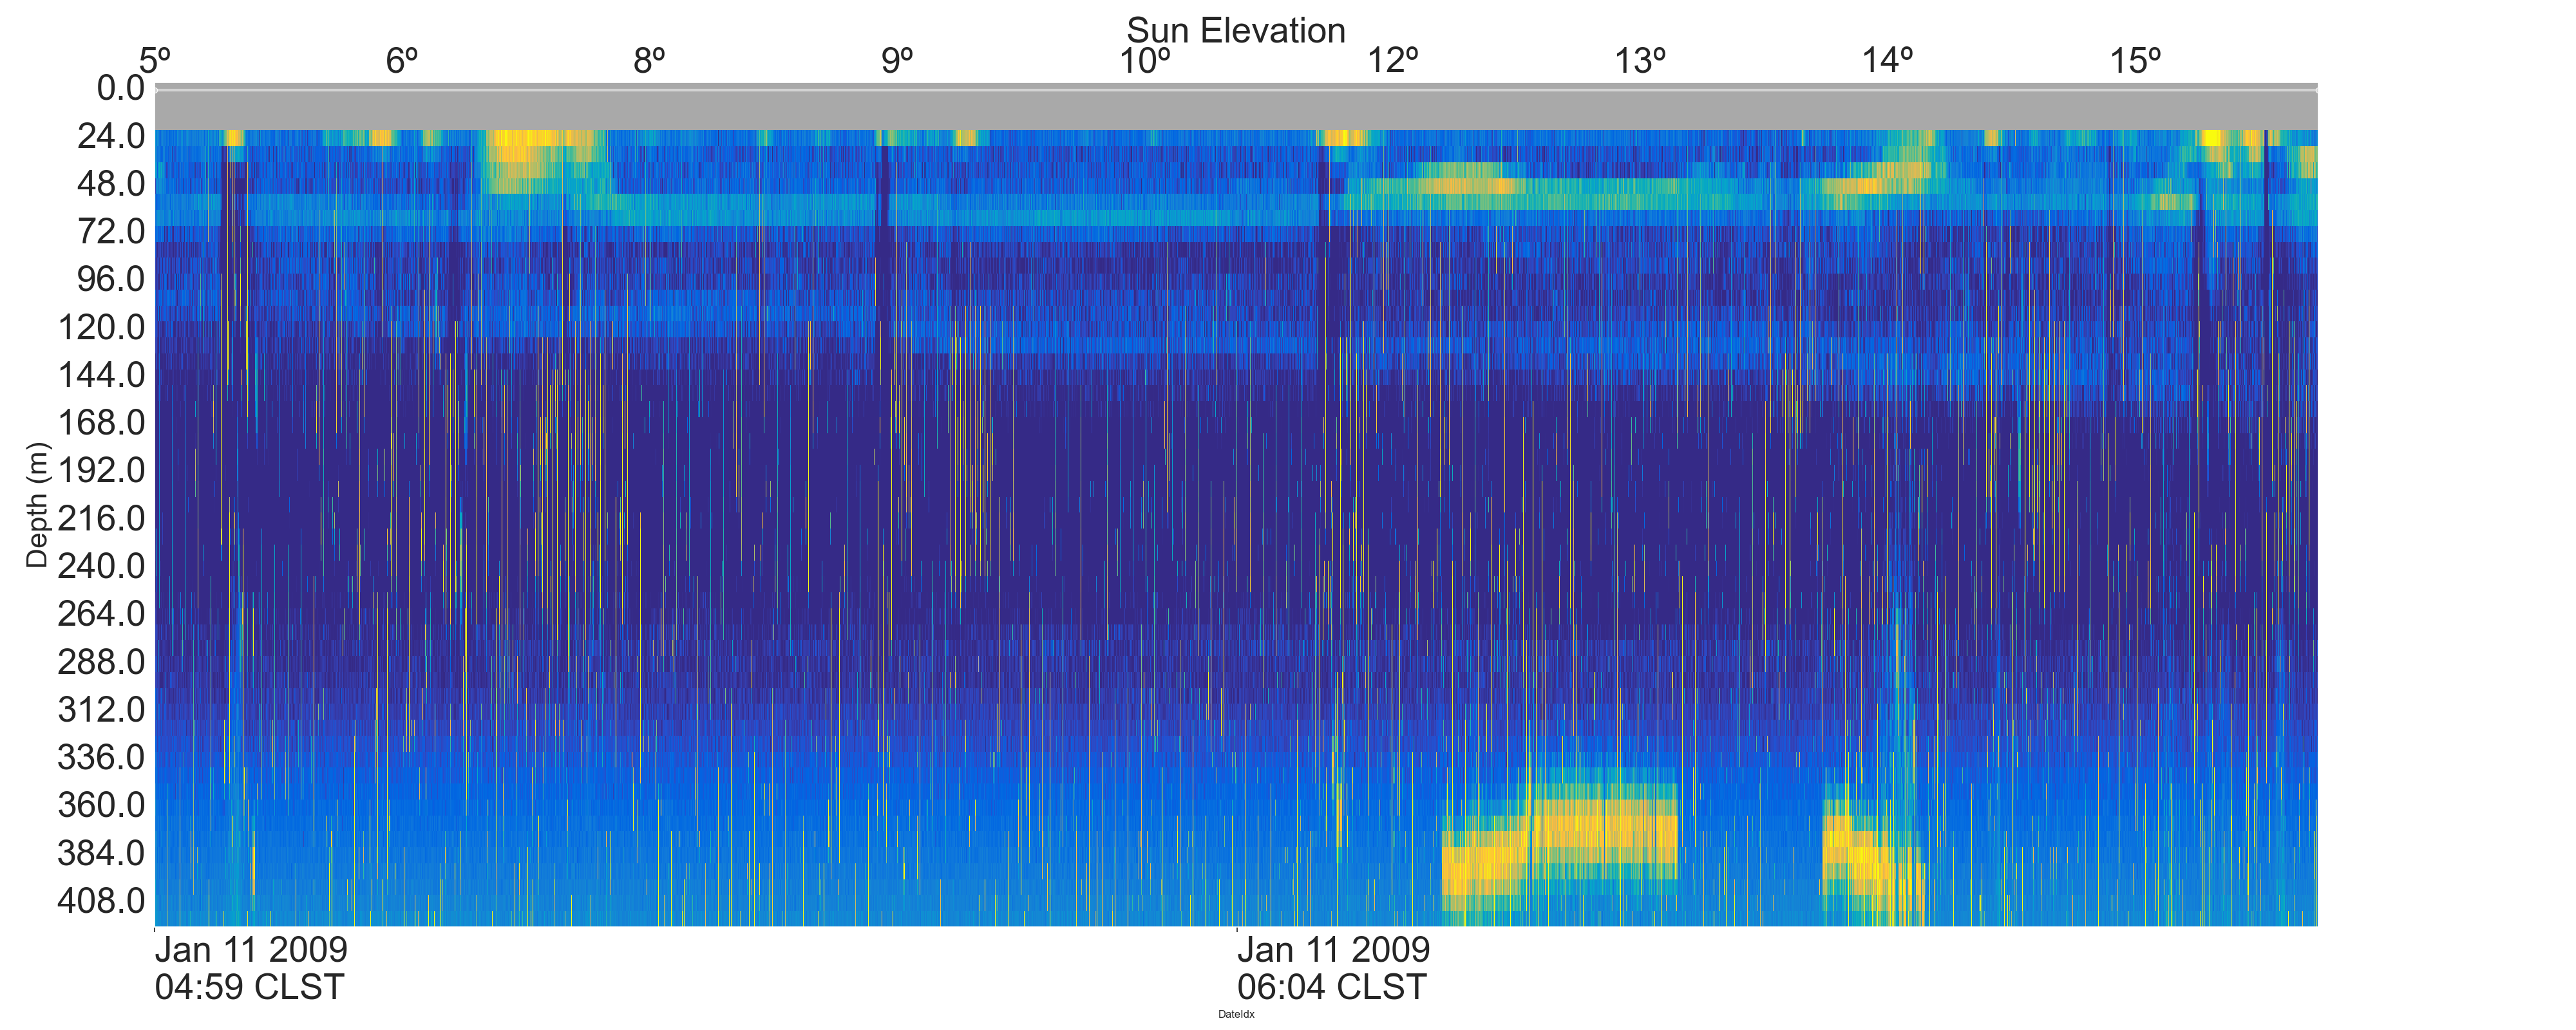 Sun Elevation
5º 6º 8º 9º 10º 12º 13º 14º 15º
0.0
24.0
48.0
72.0
96.0
120.0
144.0
168.0
192.0
216.0
240.0
264.0
288.0
312.0
336.0
360.0
384.0
408.0
Depth (m)
Jan 11 2009
04:59 CLST
Jan 11 2009
06:04 CLST
DateIdx